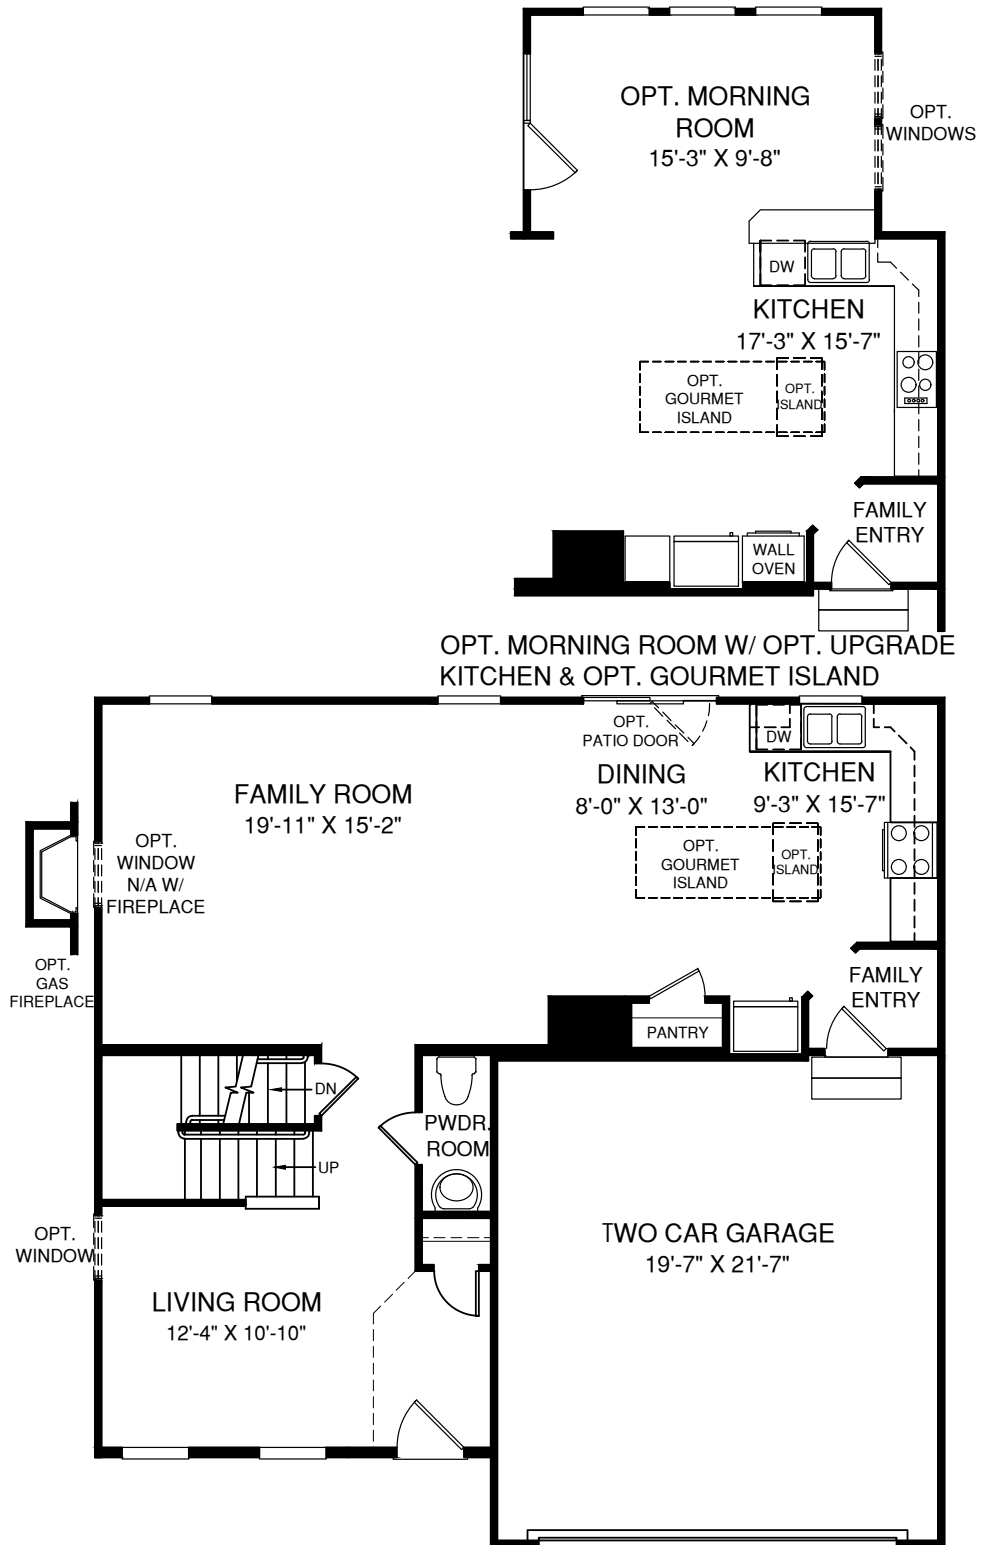 OPT. MORNING
ROOM
15'-3" X 9'-8"
OPT.
WINDOWS
DW
KITCHEN
17'-3" X 15'-7"
OPT.
GOURMET
ISLAND
OPT.
ISLAND
FAMILY
ENTRY
WALL
OVEN
OPT. MORNING ROOM W/ OPT. UPGRADE
KITCHEN & OPT. GOURMET ISLAND
OPT.
PATIO DOOR
DW
DINING
8'-0" X 13'-0"
KITCHEN
9'-3" X 15'-7"
FAMILY ROOM
19'-11" X 15'-2"
OPT.
WINDOW
N/A W/
FIREPLACE
OPT.
GOURMET
ISLAND
OPT.
ISLAND
OPT.
GAS
FIREPLACE
FAMILY
ENTRY
PANTRY
DN
PWDR.
ROOM
UP
OPT.
WINDOW
TWO CAR GARAGE
19'-7" X 21'-7"
LIVING ROOM
12'-4" X 10'-10"